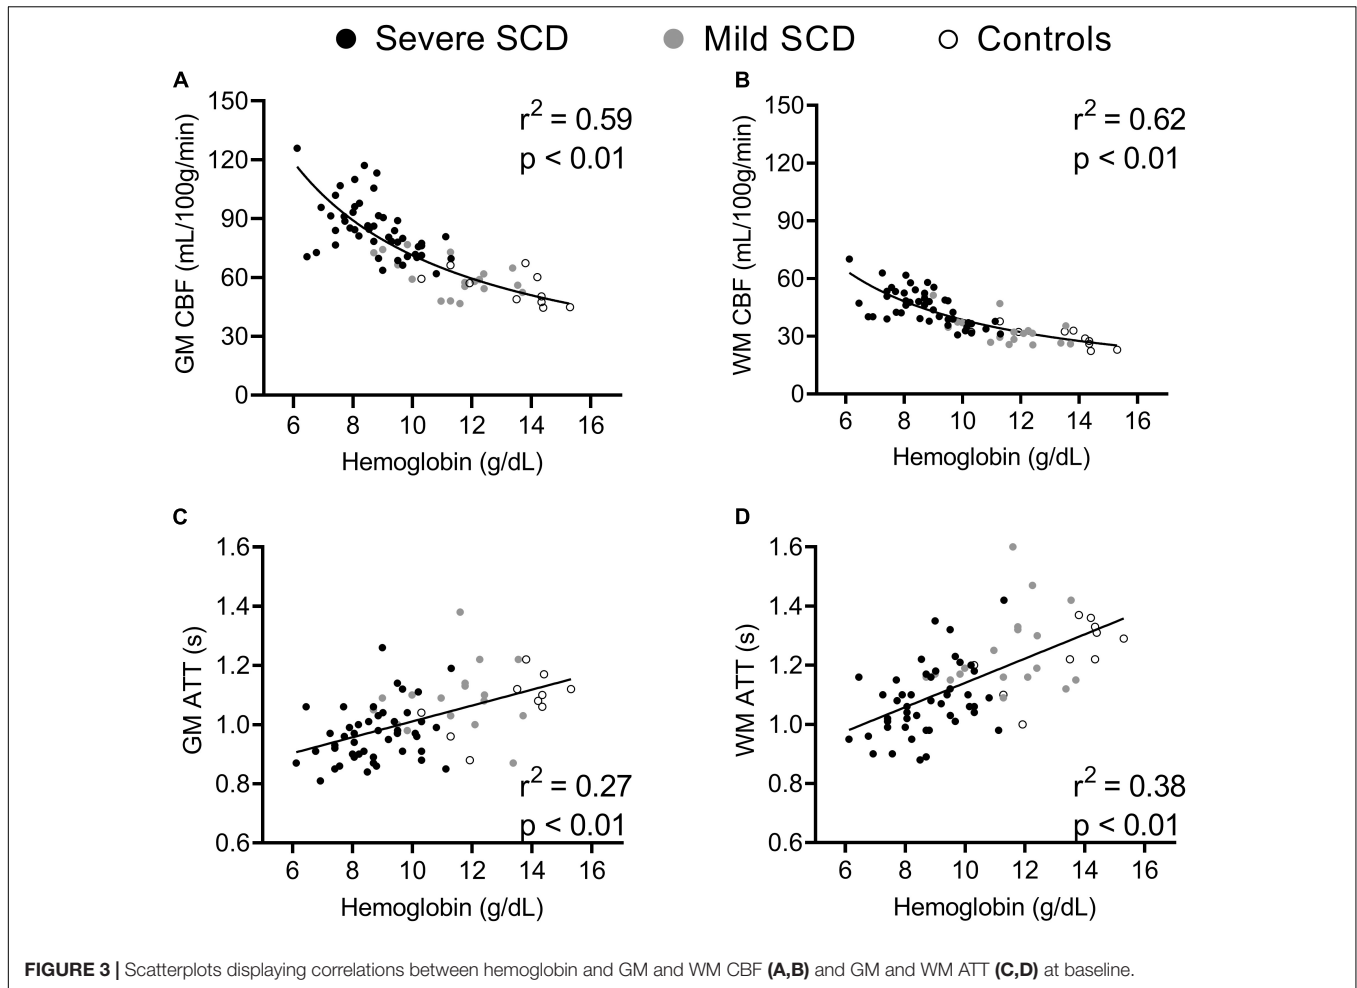 Severe SCD Mild SCD Controls
A
150
120
90
60
30
0
GM CBF (mL/100g/min)
r2 = 0.59
p < 0.01
6 8 10 12 14 16
Hemoglobin (g/dL)
B
150
120
90
60
30
0
WM CBF (mL/100g/min)
r2 = 0.62
p < 0.01
6 8 10 12 14 16
Hemoglobin (g/dL)
C
1.6
1.4
1.2
1.0
0.8
0.6
GM ATT (s)
r2 = 0.27
p < 0.01
6 8 10 12 14 16
Hemoglobin (g/dL)
D
1.6
1.4
1.2
1.0
0.8
0.6
WM ATT (s)
r2 = 0.38
p < 0.01
6 8 10 12 14 16
Hemoglobin (g/dL)
FIGURE 3 | Scatterplots displaying correlations between hemoglobin and GM and WM CBF (A,B) and GM and WM ATT (C,D) at baseline.